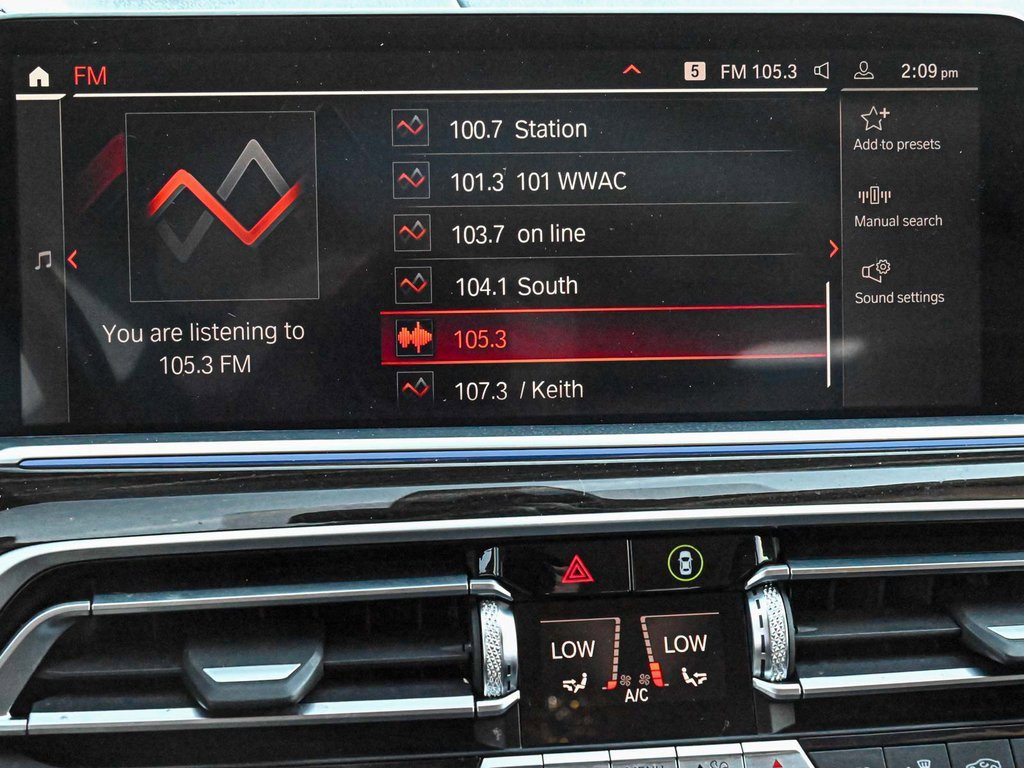 FM
5 FM 105.3 2:09 pm
100.7 Station
101.3 101 WWAC
103.7 on line
104.1 South
105.3
107.3 / Keith
You are listening to
105.3 FM
Add to presets
Manual search
Sound settings
LOW LOW
A/C